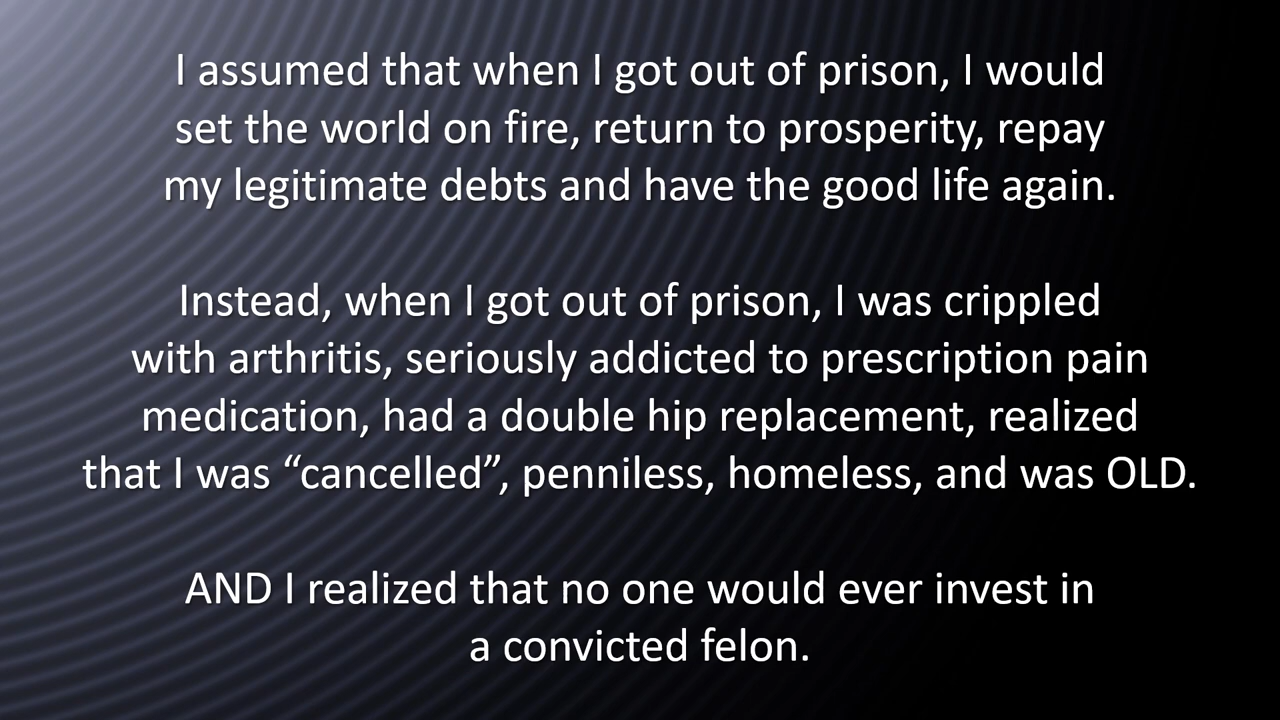 I assumed that when I got out of prison, I would
set the world on fire, return to prosperity, repay
my legitimate debts and have the good life again.
Instead, when I got out of prison, I was crippled
with arthritis, seriously addicted to prescription pain
medication, had a double hip replacement, realized
that I was “cancelled”, penniless, homeless, and was OLD.
AND I realized that no one would ever invest in
a convicted felon.